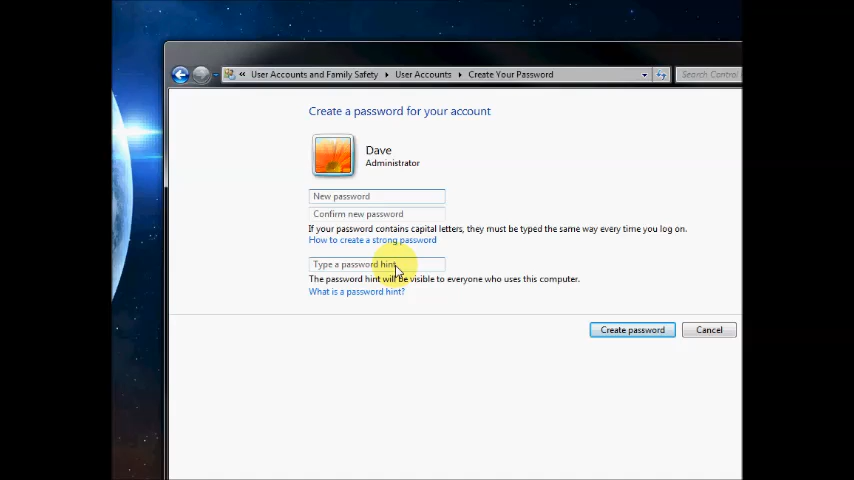 « User Accounts and Family Safety ▸ User Accounts ▸ Create Your Password
Search Control
Create a password for your account
Dave
Administrator
New password
Confirm new password
If your password contains capital letters, they must be typed the same way every time you log on.
How to create a strong password
Type a password hint
The password hint will be visible to everyone who uses this computer.
What is a password hint?
Create password
Cancel